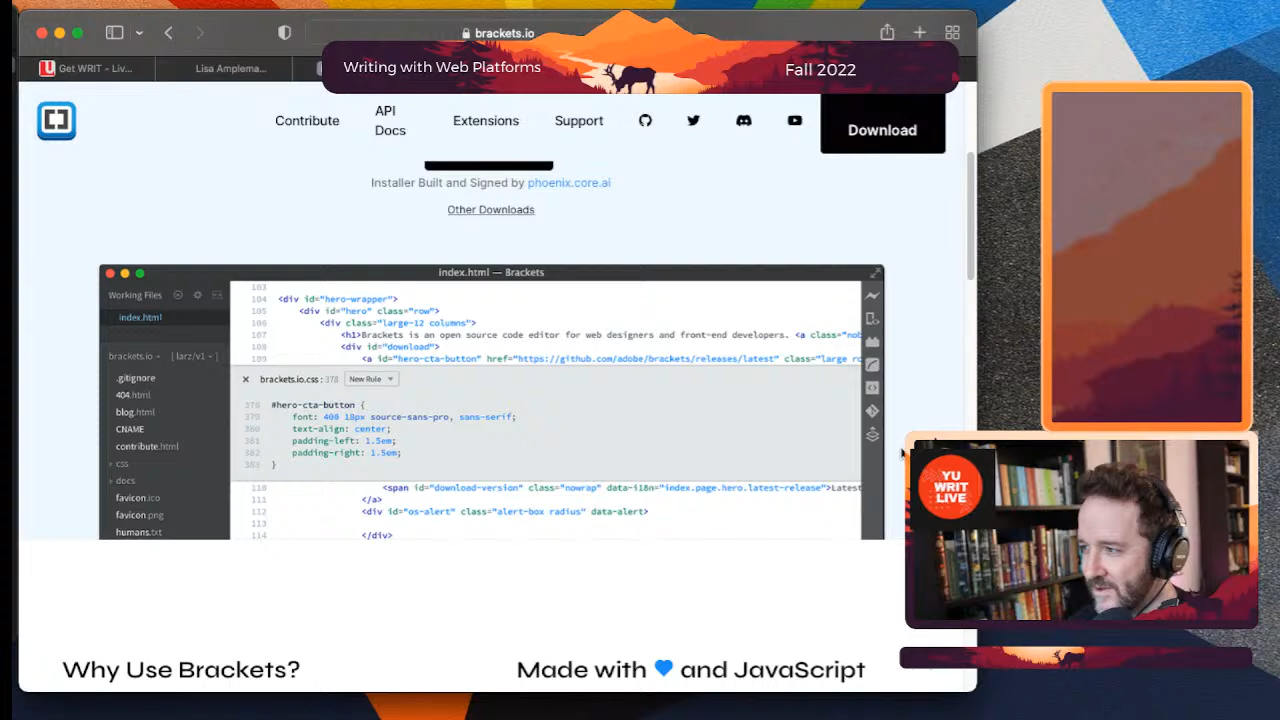 brackets.io
Get WRIT – Liv...
Lisa Amplema...
Writing with Web Platforms
Fall 2022
Contribute
API
Docs
Extensions
Support
Download
Installer Built and Signed by phoenix.core.ai
Other Downloads
index.html — Brackets
Working Files
index.html
brackets.io [ larz/v1 ]
.gitignore
404.html
blog.html
CNAME
contribute.html
css
docs
favicon.ico
favicon.png
humans.txt
103
104 <div id="hero-wrapper">
105 <div id="hero" class="row">
106 <div class="large-12 columns">
107 <h1>Brackets is an open source code editor for web designers and front-end developers. <a class="nob
108 <div id="download">
109 <a id="hero-cta-button" href="https://github.com/adobe/brackets/releases/latest" class="large ro
× brackets.io.css : 378 New Rule
378 #hero-cta-button {
379 font: 400 18px source-sans-pro, sans-serif;
380 text-align: center;
381 padding-left: 1.5em;
382 padding-right: 1.5em;
383 }
110 <span id="download-version" class="nowrap" data-i18n="index.page.hero.latest-release">Latest
111 </a>
112 <div id="os-alert" class="alert-box radius" data-alert>
113
114 </div>
Why Use Brackets?
Made with 💙 and JavaScript
YU
WRIT
LIVE